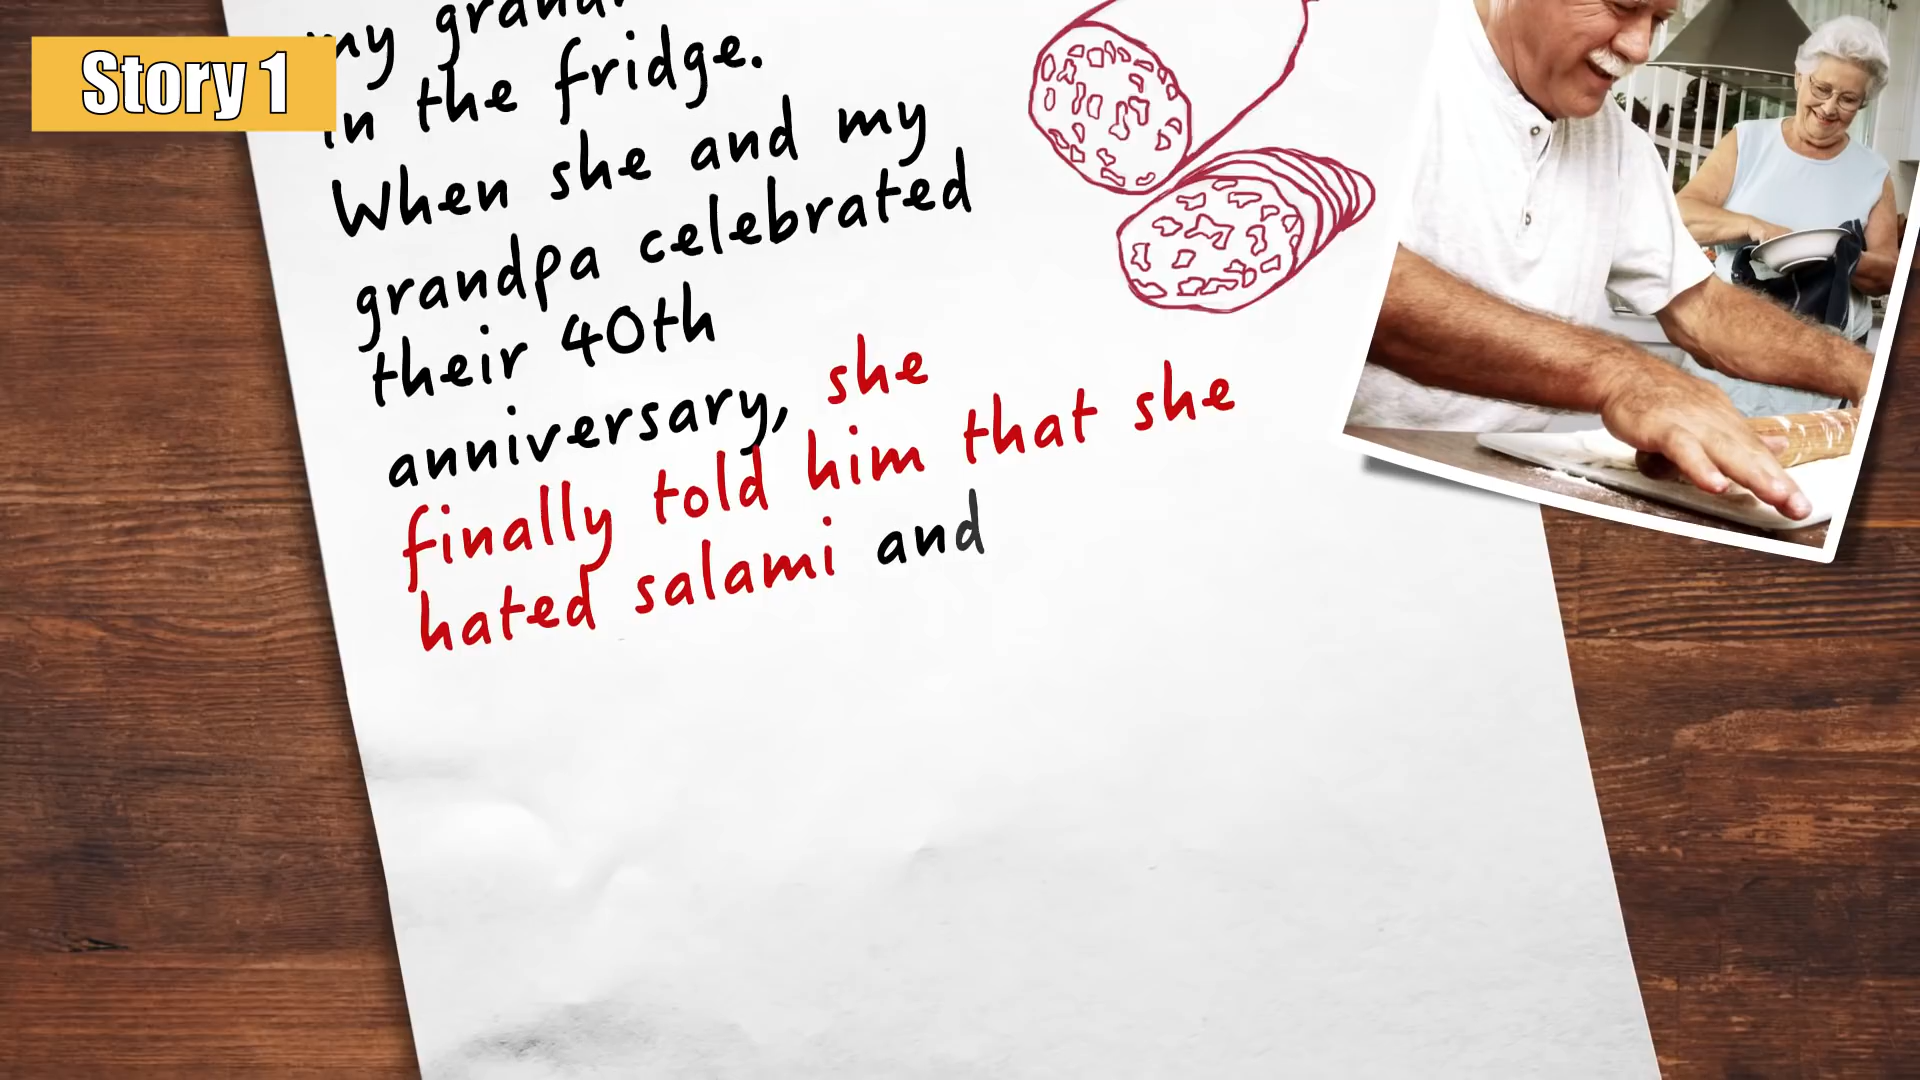 Story 1
my
in the fridge.
When she and my
grandpa celebrated
their 40th
anniversary, she
finally told him that she
hated salami and